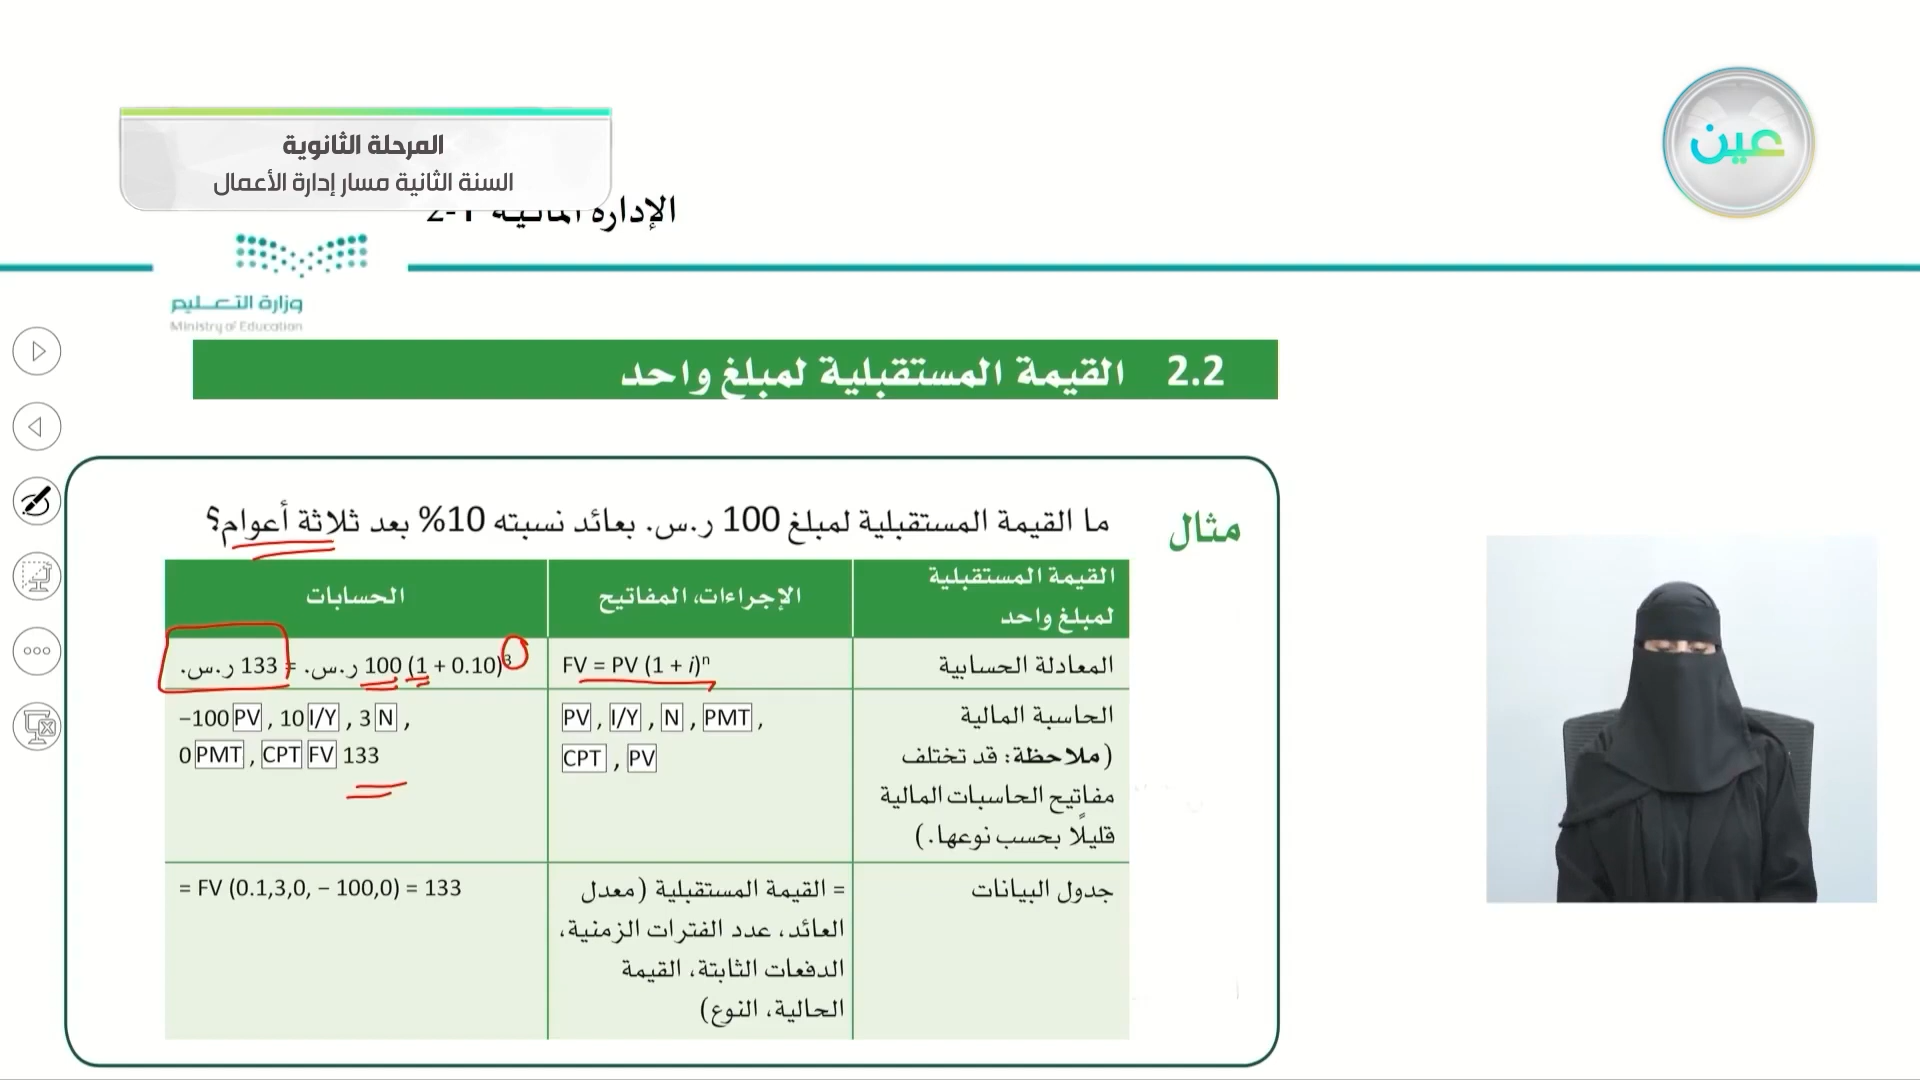 عين
المرحلة الثانوية
السنة الثانية مسار إدارة الأعمال
الإدارة المالية 1-2
وزارة التعليم
Ministry of Education
2.2 القيمة المستقبلية لمبلغ واحد
مثال
ما القيمة المستقبلية لمبلغ 100 ر.س. بعائد نسبته 10% بعد ثلاثة أعوام؟
القيمة المستقبلية
لمبلغ واحد
الإجراءات، المفاتيح
الحسابات
المعادلة الحسابية
FV = PV (1 + i)ⁿ
100 (1 + 0.10)³ ر.س. = 133 ر.س.
الحاسبة المالية
(ملاحظة: قد تختلف
مفاتيح الحاسبات المالية
قليلًا بحسب نوعها.)
PV , I/Y , N , PMT ,
CPT , PV
−100 PV , 10 I/Y , 3 N ,
0 PMT , CPT FV 133
جدول البيانات
= القيمة المستقبلية (معدل
العائد، عدد الفترات الزمنية،
الدفعات الثابتة، القيمة
الحالية، النوع)
= FV (0.1,3,0, − 100,0) = 133